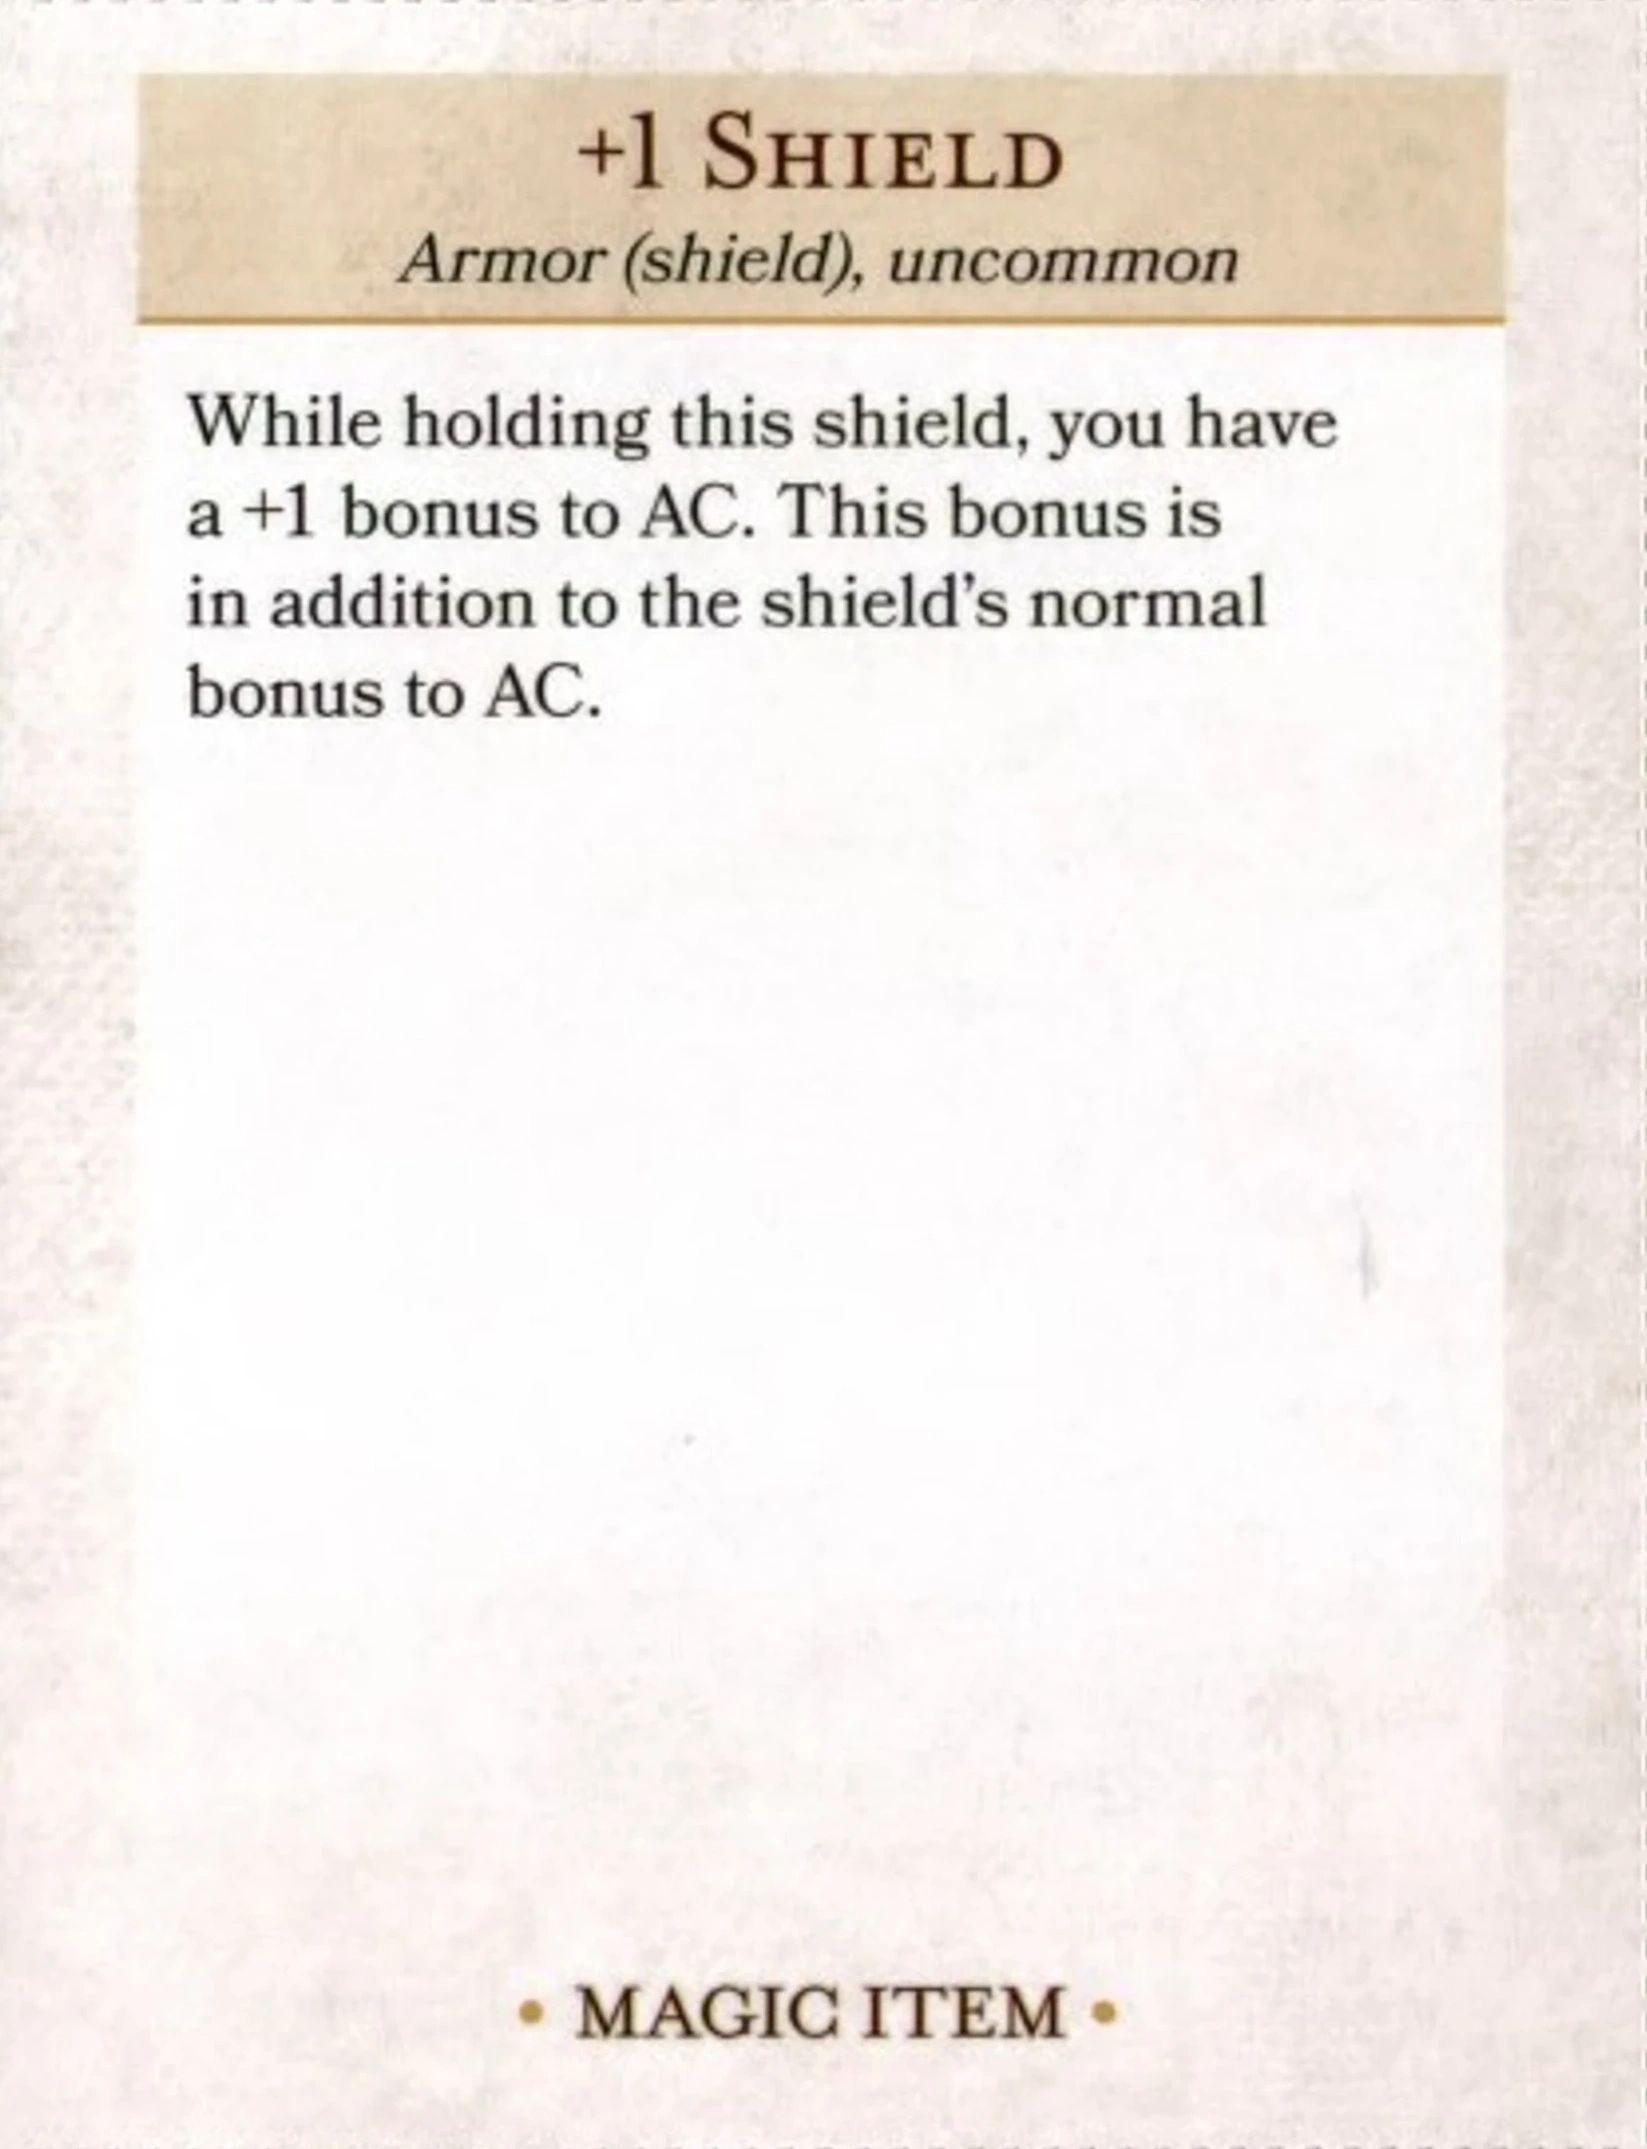 +1 SHIELD
Armor (shield), uncommon
While holding this shield, you have
a +1 bonus to AC. This bonus is
in addition to the shield’s normal
bonus to AC.
• MAGIC ITEM •